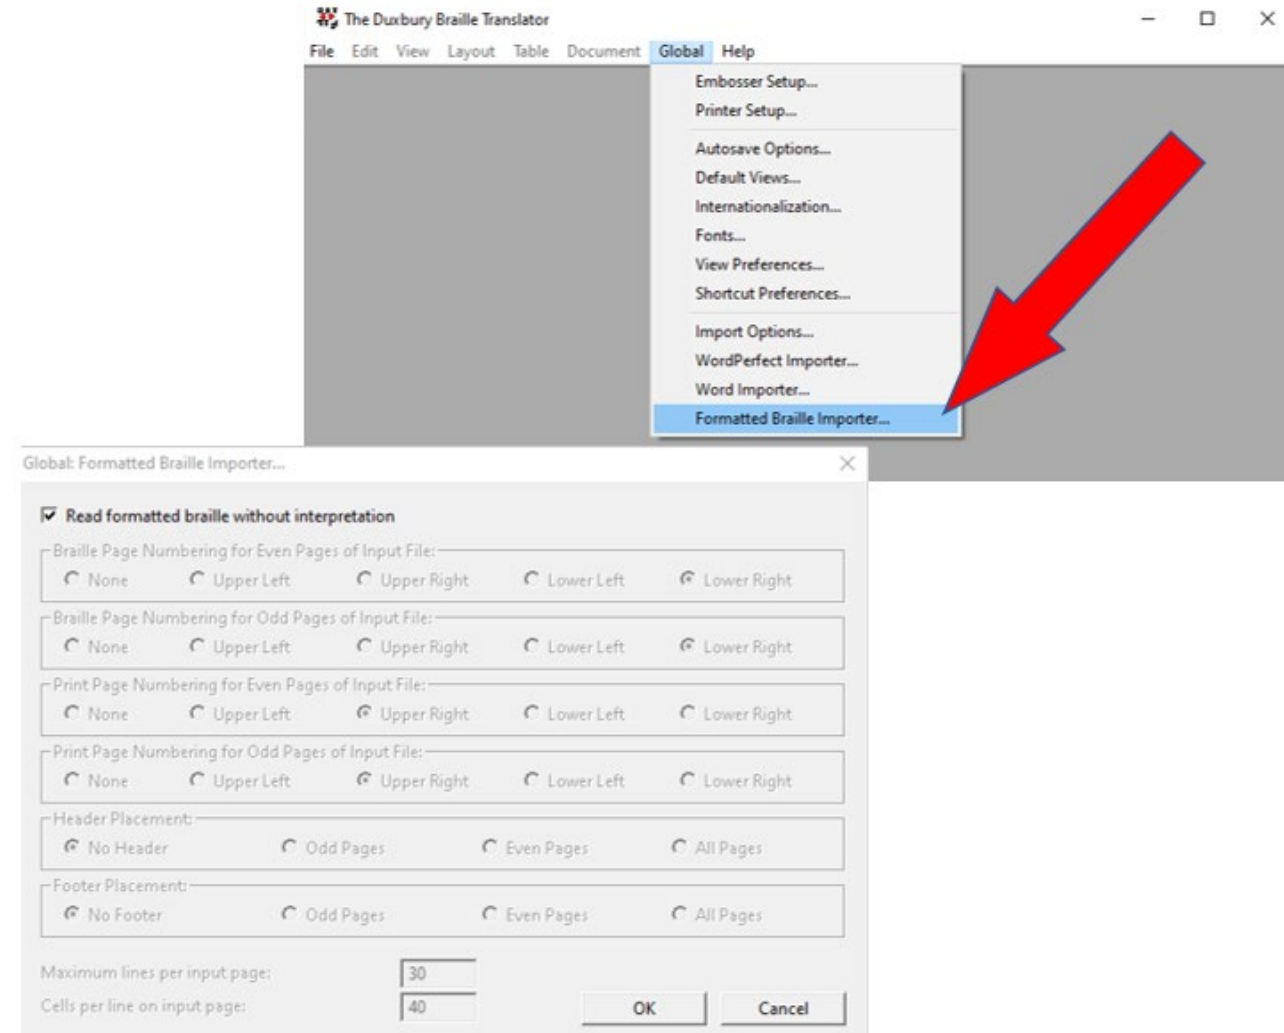 The Duxbury Braille Translator
File Edit View Layout Table Document Global Help
Embosser Setup...
Printer Setup...
Autosave Options...
Default Views...
Internationalization...
Fonts...
View Preferences...
Shortcut Preferences...
Import Options...
WordPerfect Importer...
Word Importer...
Formatted Braille Importer...
Global: Formatted Braille Importer...
Read formatted braille without interpretation
Braille Page Numbering for Even Pages of Input File:
None Upper Left Upper Right Lower Left Lower Right
Braille Page Numbering for Odd Pages of Input File:
None Upper Left Upper Right Lower Left Lower Right
Print Page Numbering for Even Pages of Input File:
None Upper Left Upper Right Lower Left Lower Right
Print Page Numbering for Odd Pages of Input File:
None Upper Left Upper Right Lower Left Lower Right
Header Placement:
No Header Odd Pages Even Pages All Pages
Footer Placement:
No Footer Odd Pages Even Pages All Pages
Maximum lines per input page: 30
Cells per line on input page: 40 OK Cancel